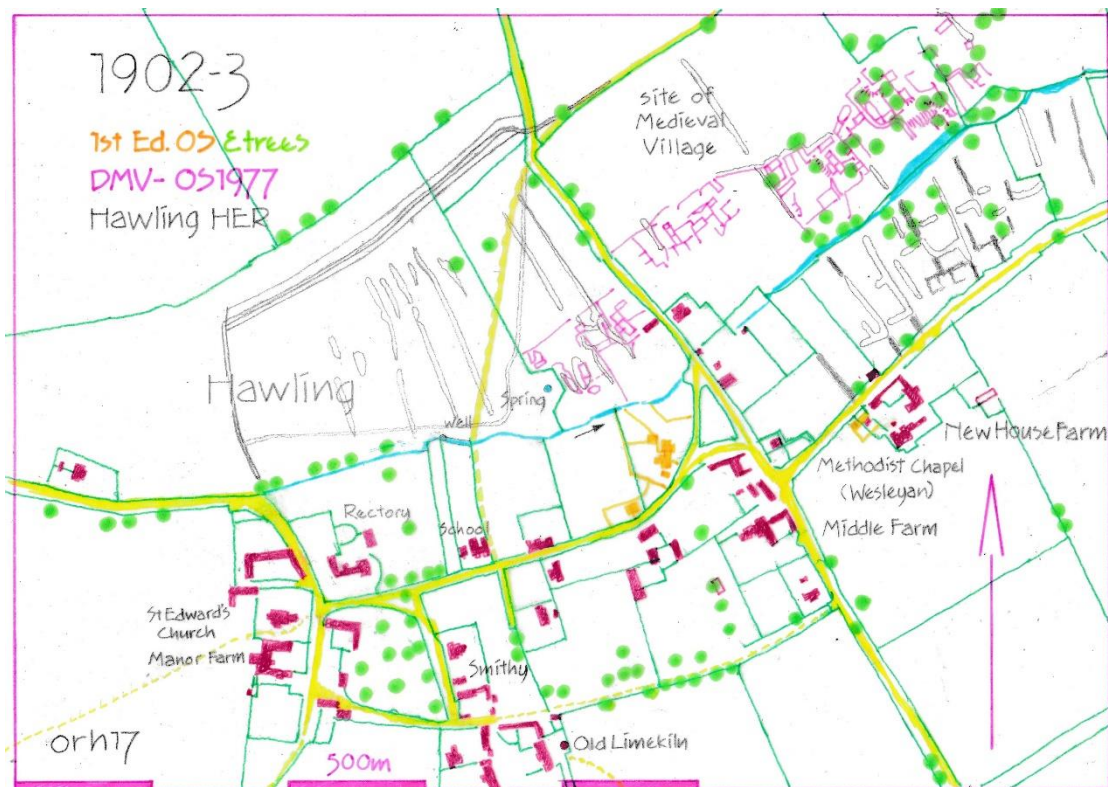 1902-3
1st Ed. OS & trees
DMV- OS1977
Hawling HER
Site of
Medieval
Village
Hawling
Spring
Well
New House Farm
Methodist Chapel
(Wesleyan)
Middle Farm
Rectory
School
St Edward's
Church
Manor Farm
Smithy
Old Limekiln
orh17
500m